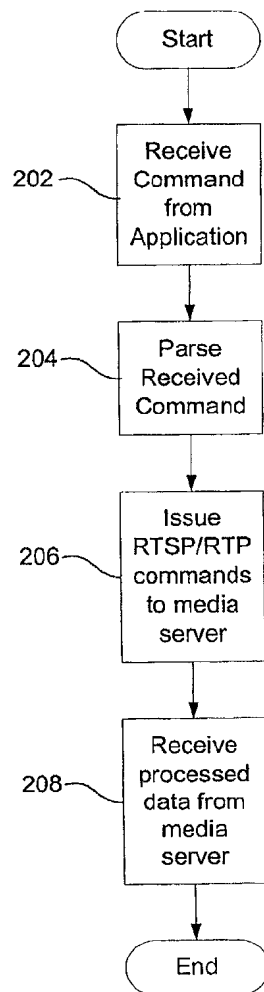 Start
202
Receive
Command
from
Application
204
Parse
Received
Command
206
Issue
RTSP/RTP
commands
to media
server
208
Receive
processed
data from
media
server
End